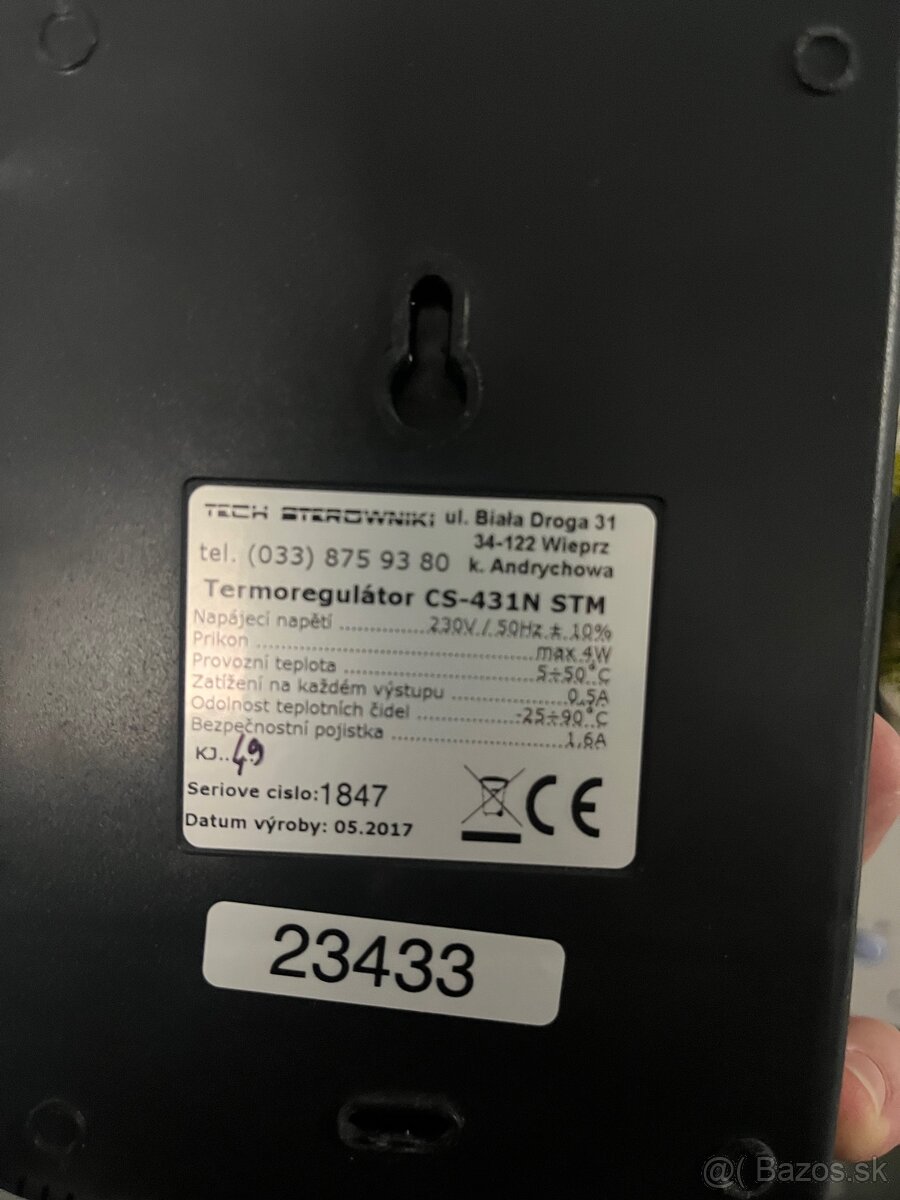 TECH STEROWNIKI ul. Biała Droga 31
34-122 Wieprz
tel. (033) 875 93 80 k. Andrychowa
Termoregulátor CS-431N STM
Napájecí napětí ........................ 230V / 50Hz ± 10%
Prikon ........................ max 4W
Provozní teplota ........................ 5÷50°C
Zatížení na každém výstupu ........................ 0,5A
Odolnost teplotních čidel ........................ -25÷90°C
Bezpečnostní pojistka ........................ 1,6A
KJ..49
Seriove cislo:1847
Datum výroby: 05.2017
CE
23433
@( Bazos.sk